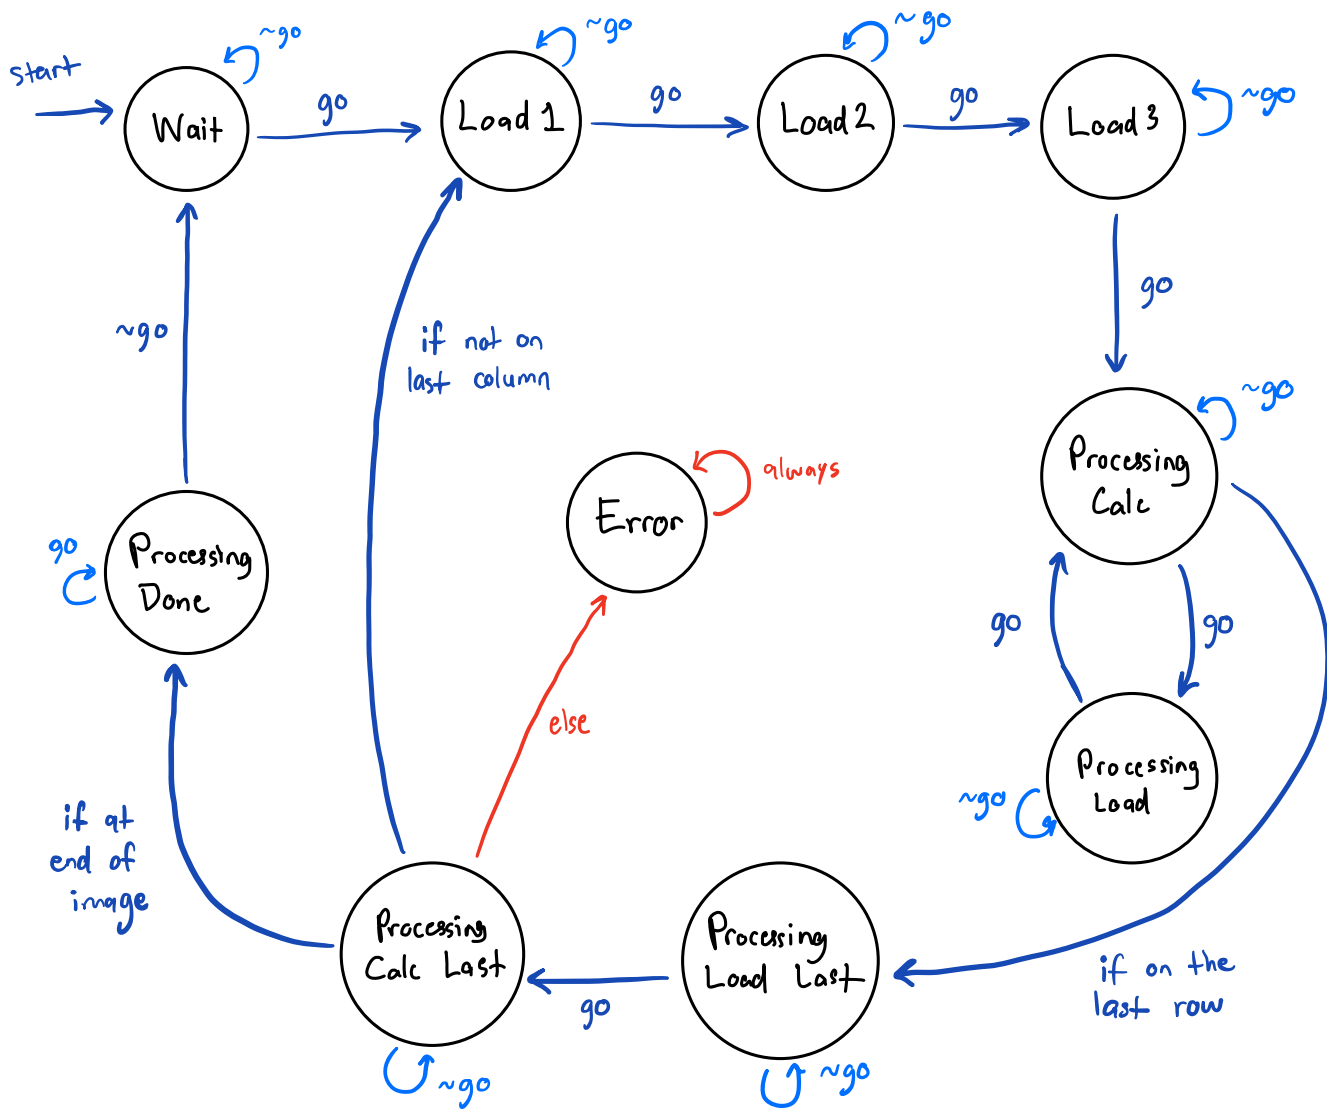 start
~go
~go
~go
~go
Wait
go
Load 1
go
Load 2
go
Load 3
go
~go
if not on
last column
~go
Processing
Calc
always
Error
go
Processing
Done
go
go
else
Processing
Load
~go
if at
end of
image
Processing
Calc Last
go
Processing
Load Last
if on the
last row
~go
~go